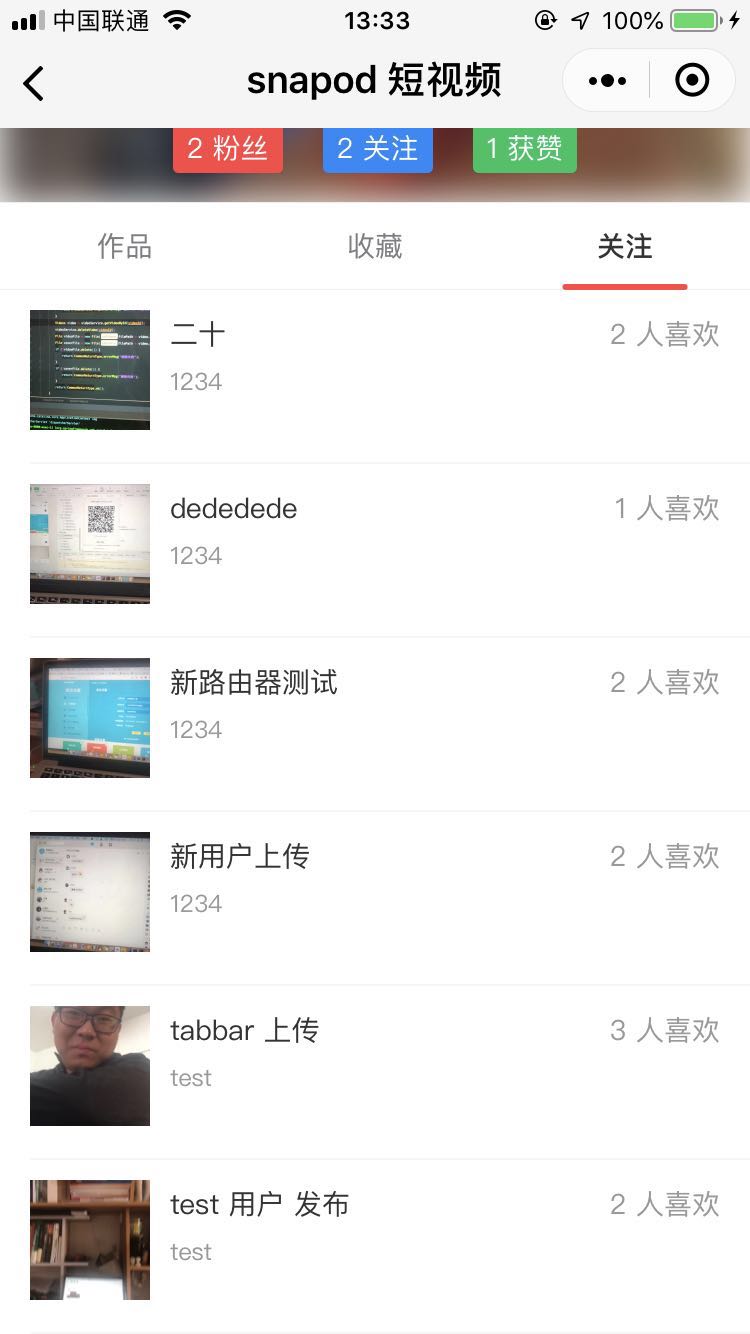 中国联通
13:33
100%
snapod 短视频
2 粉丝
2 关注
1 获赞
作品
收藏
关注
二十
2 人喜欢
1234
dededede
1 人喜欢
1234
新路由器测试
2 人喜欢
1234
新用户上传
2 人喜欢
1234
tabbar 上传
3 人喜欢
test
test 用户 发布
2 人喜欢
test